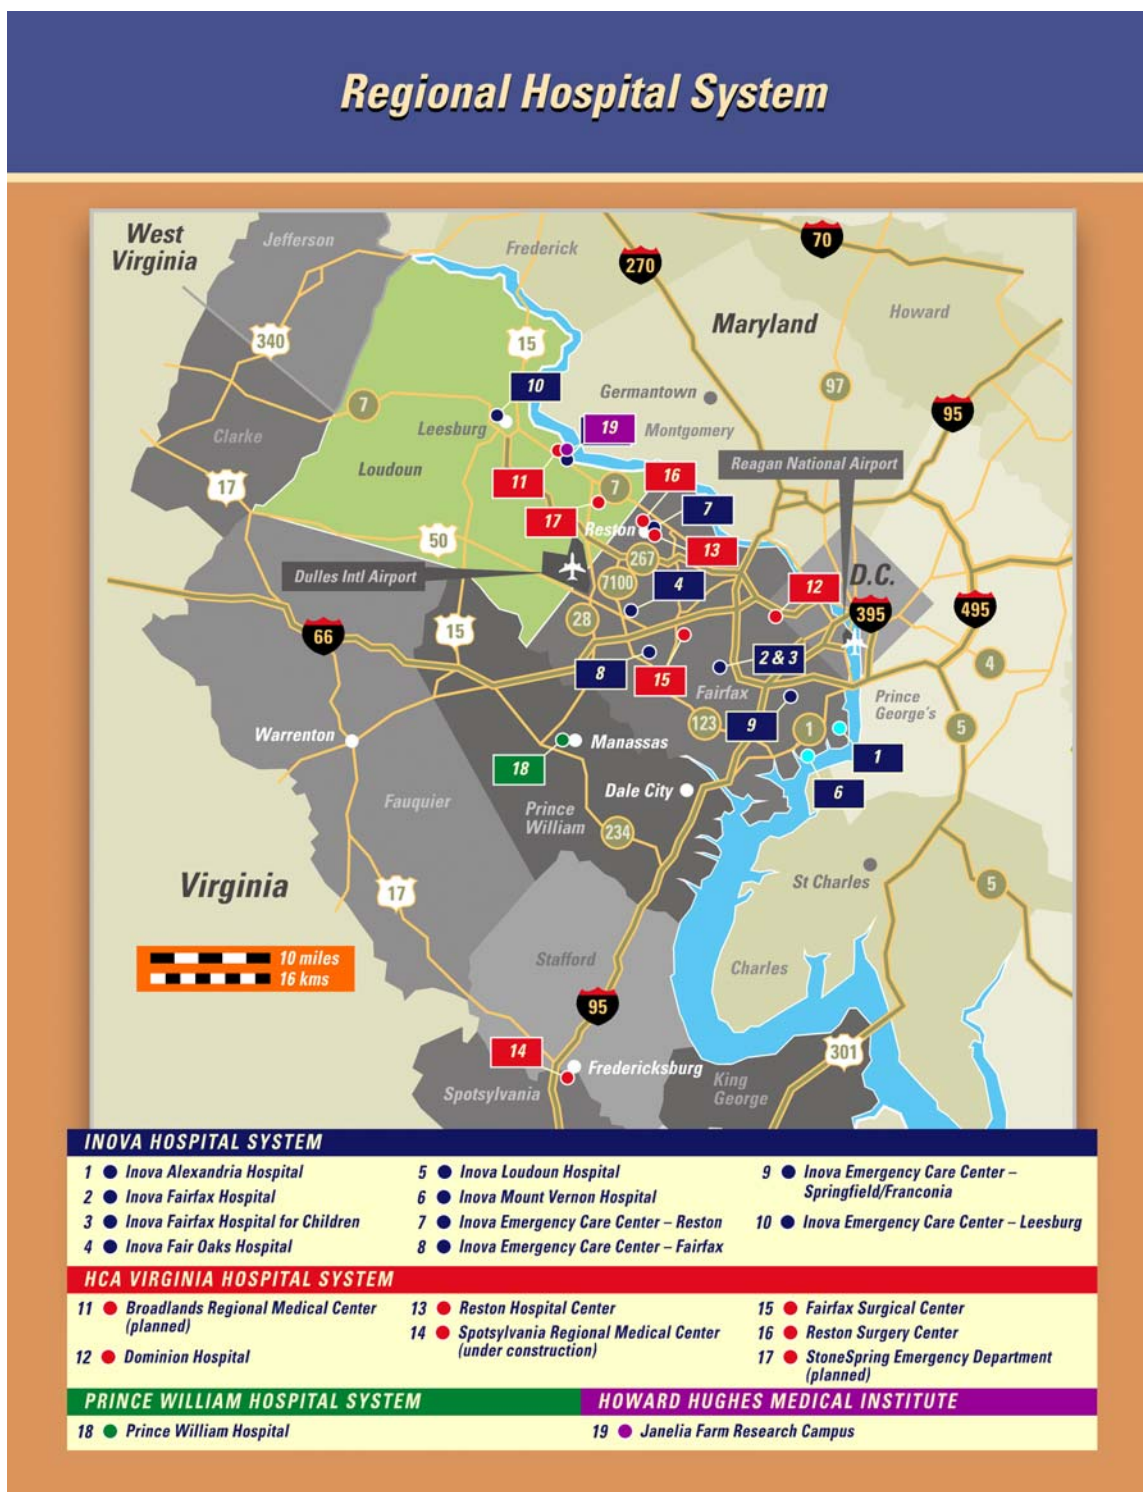 Regional Hospital System
West
Virginia
Jefferson
Frederick
70
270
Howard
Maryland
340
15
97
10
Germantown
7
95
Leesburg
19
Montgomery
Clarke
Loudoun
Reagan National Airport
16
17
11
7
7
17
Reston
50
267
13
Dulles Intl Airport
7100
4
D.C.
12
28
395
495
66
15
2 & 3
4
8
15
Fairfax
Prince
George's
123
9
1
5
Warrenton
Manassas
1
18
Dale City
6
Fauquier
Prince
William
234
Virginia
17
St Charles
5
10 miles
16 kms
Stafford
Charles
95
14
301
Fredericksburg
Spotsylvania
King
George
INOVA HOSPITAL SYSTEM
1 Inova Alexandria Hospital
2 Inova Fairfax Hospital
3 Inova Fairfax Hospital for Children
4 Inova Fair Oaks Hospital
5 Inova Loudoun Hospital
6 Inova Mount Vernon Hospital
7 Inova Emergency Care Center – Reston
8 Inova Emergency Care Center – Fairfax
9 Inova Emergency Care Center –
Springfield/Franconia
10 Inova Emergency Care Center – Leesburg
HCA VIRGINIA HOSPITAL SYSTEM
11 Broadlands Regional Medical Center
(planned)
12 Dominion Hospital
13 Reston Hospital Center
14 Spotsylvania Regional Medical Center
(under construction)
15 Fairfax Surgical Center
16 Reston Surgery Center
17 StoneSpring Emergency Department
(planned)
PRINCE WILLIAM HOSPITAL SYSTEM
18 Prince William Hospital
HOWARD HUGHES MEDICAL INSTITUTE
19 Janelia Farm Research Campus